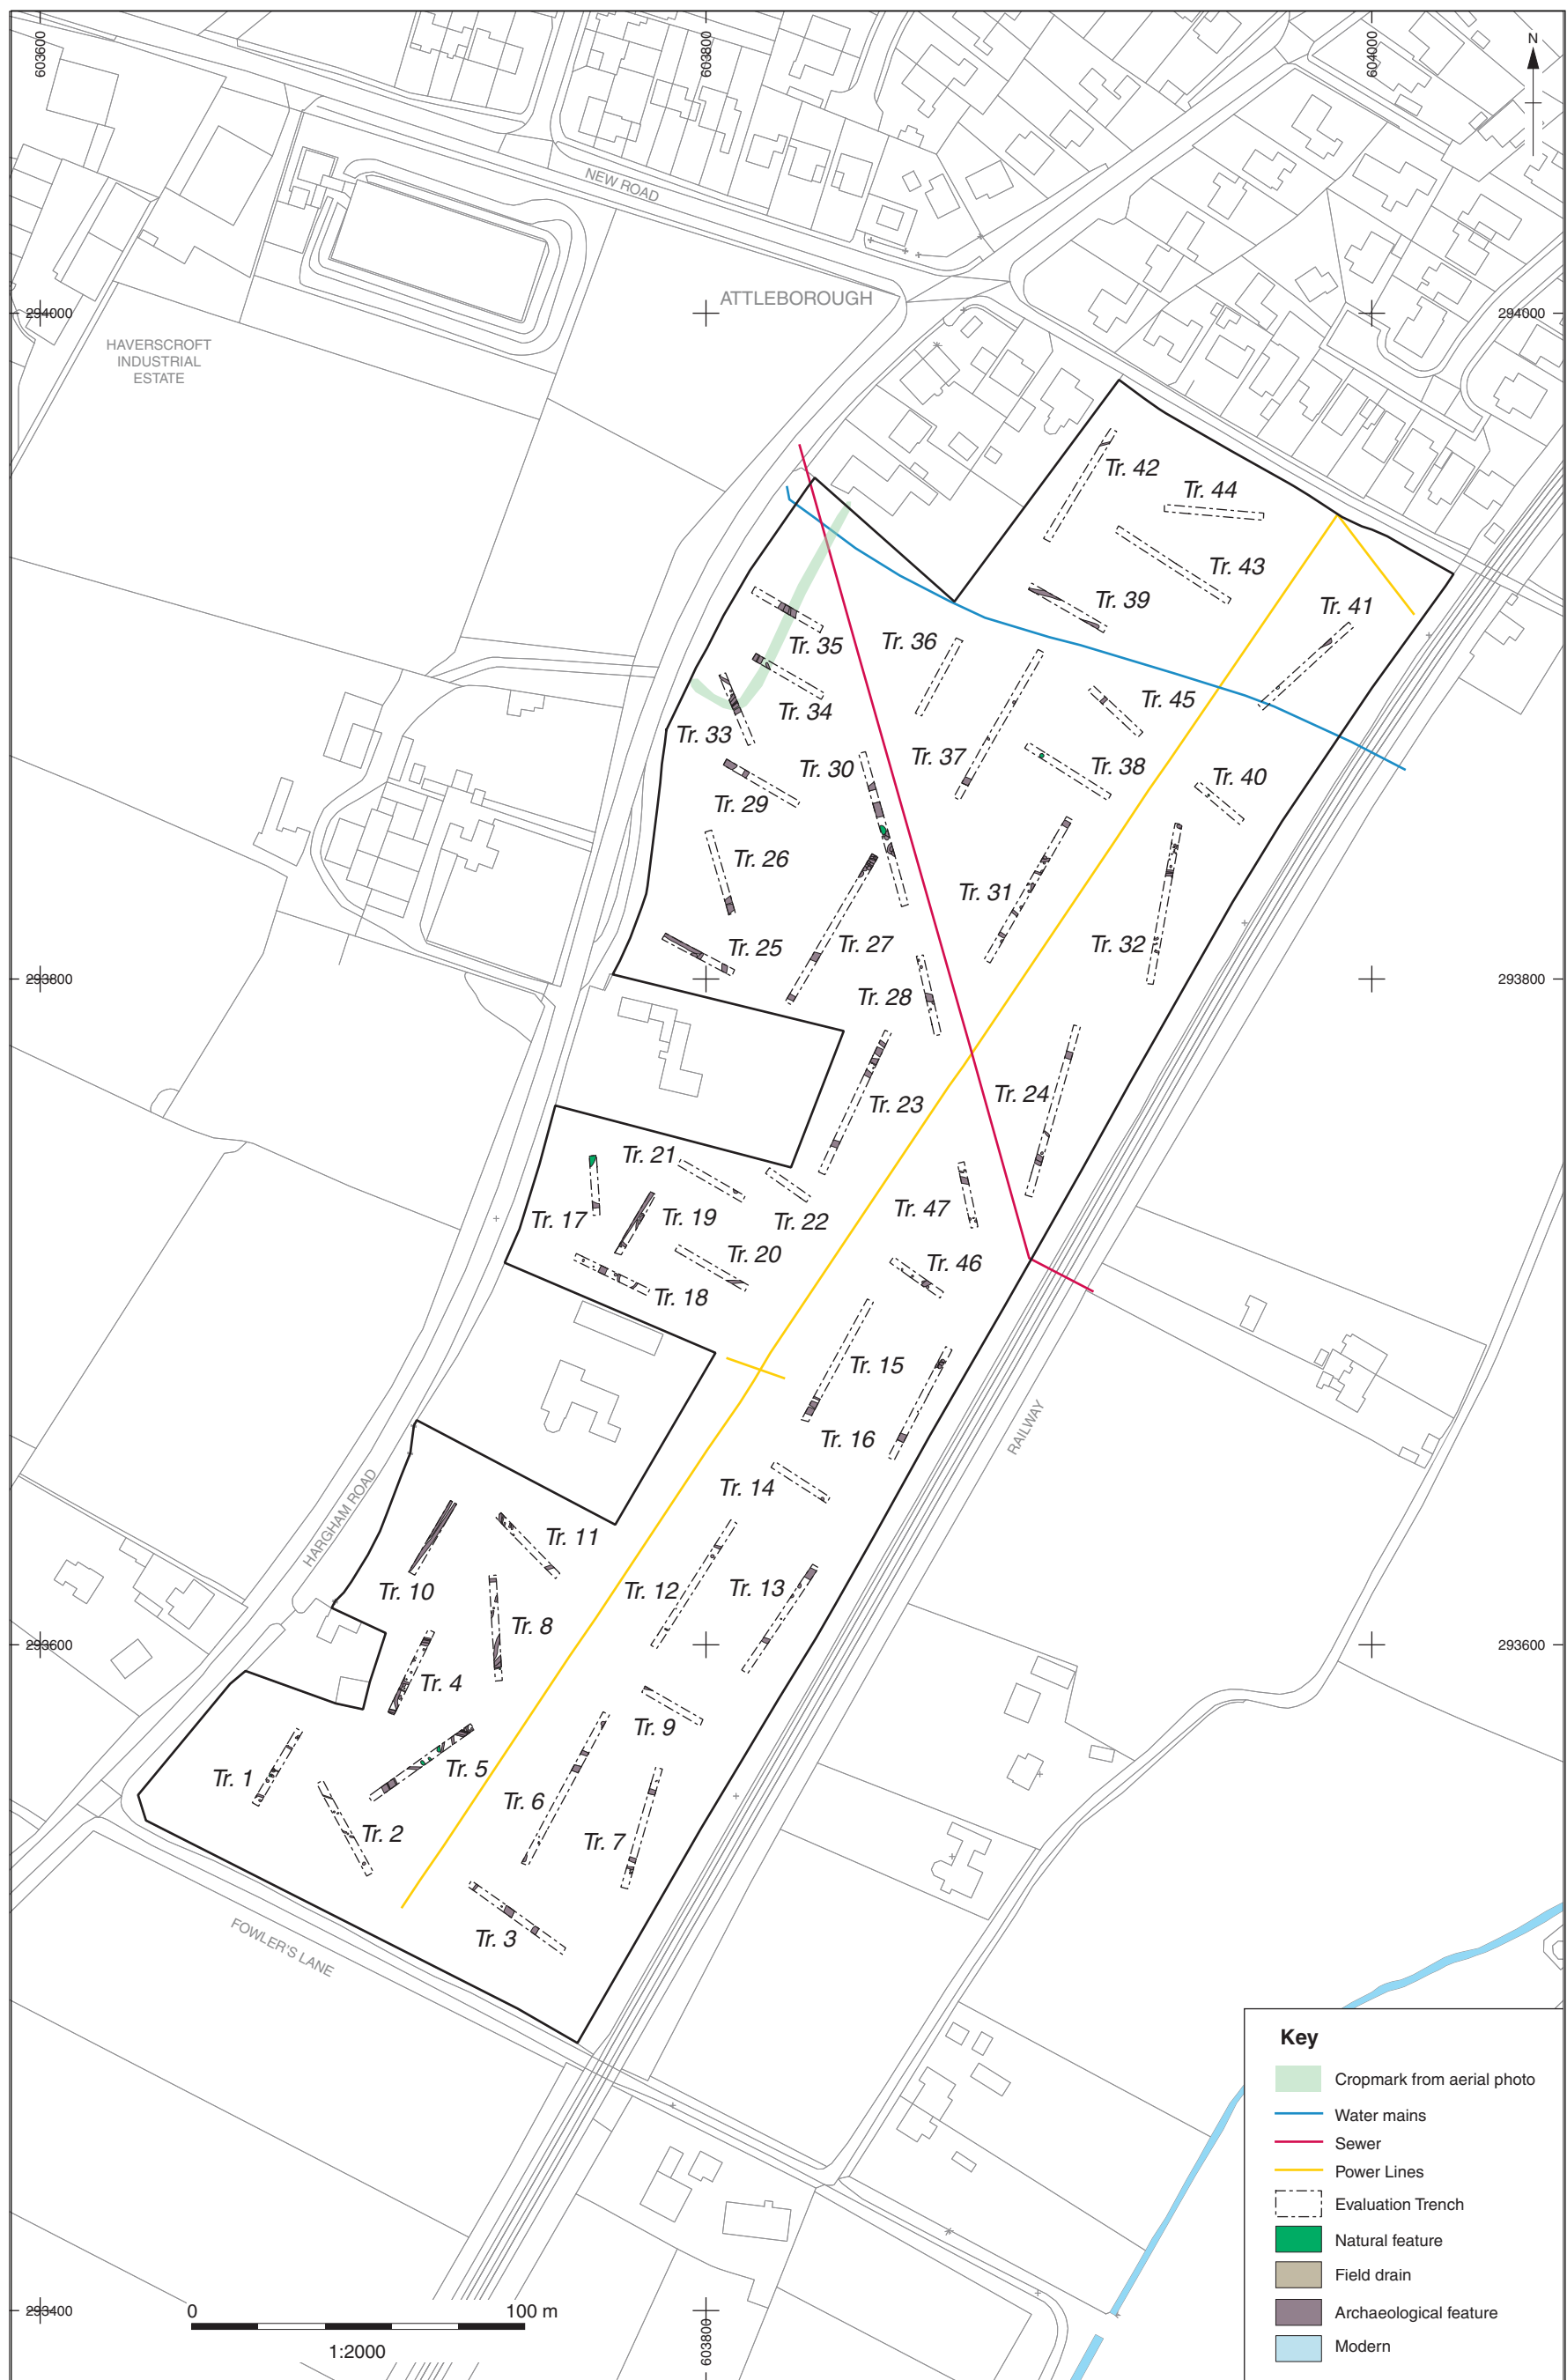 603600
603800
604000
N
NEW ROAD
ATTLEBOROUGH
294000
294000
HAVERSCROFT
INDUSTRIAL
ESTATE
Tr. 42
Tr. 44
Tr. 43
Tr. 39
Tr. 41
Tr. 36
Tr. 35
Tr. 45
Tr. 34
Tr. 33
Tr. 30
Tr. 37
Tr. 38
Tr. 40
Tr. 29
Tr. 26
Tr. 31
Tr. 25
Tr. 27
Tr. 32
293800
Tr. 28
293800
Tr. 24
Tr. 23
Tr. 21
Tr. 17
Tr. 19
Tr. 22
Tr. 47
Tr. 20
Tr. 46
Tr. 18
Tr. 15
Tr. 16
RAILWAY
Tr. 14
HARGHAM ROAD
Tr. 11
Tr. 10
Tr. 12
Tr. 13
Tr. 8
293600
293600
Tr. 4
Tr. 9
Tr. 1
Tr. 5
Tr. 6
Tr. 2
Tr. 7
Tr. 3
FOWLER'S LANE
Key
Cropmark from aerial photo
Water mains
Sewer
Power Lines
Evaluation Trench
Natural feature
Field drain
Archaeological feature
Modern
293400
0
100 m
1:2000
603800